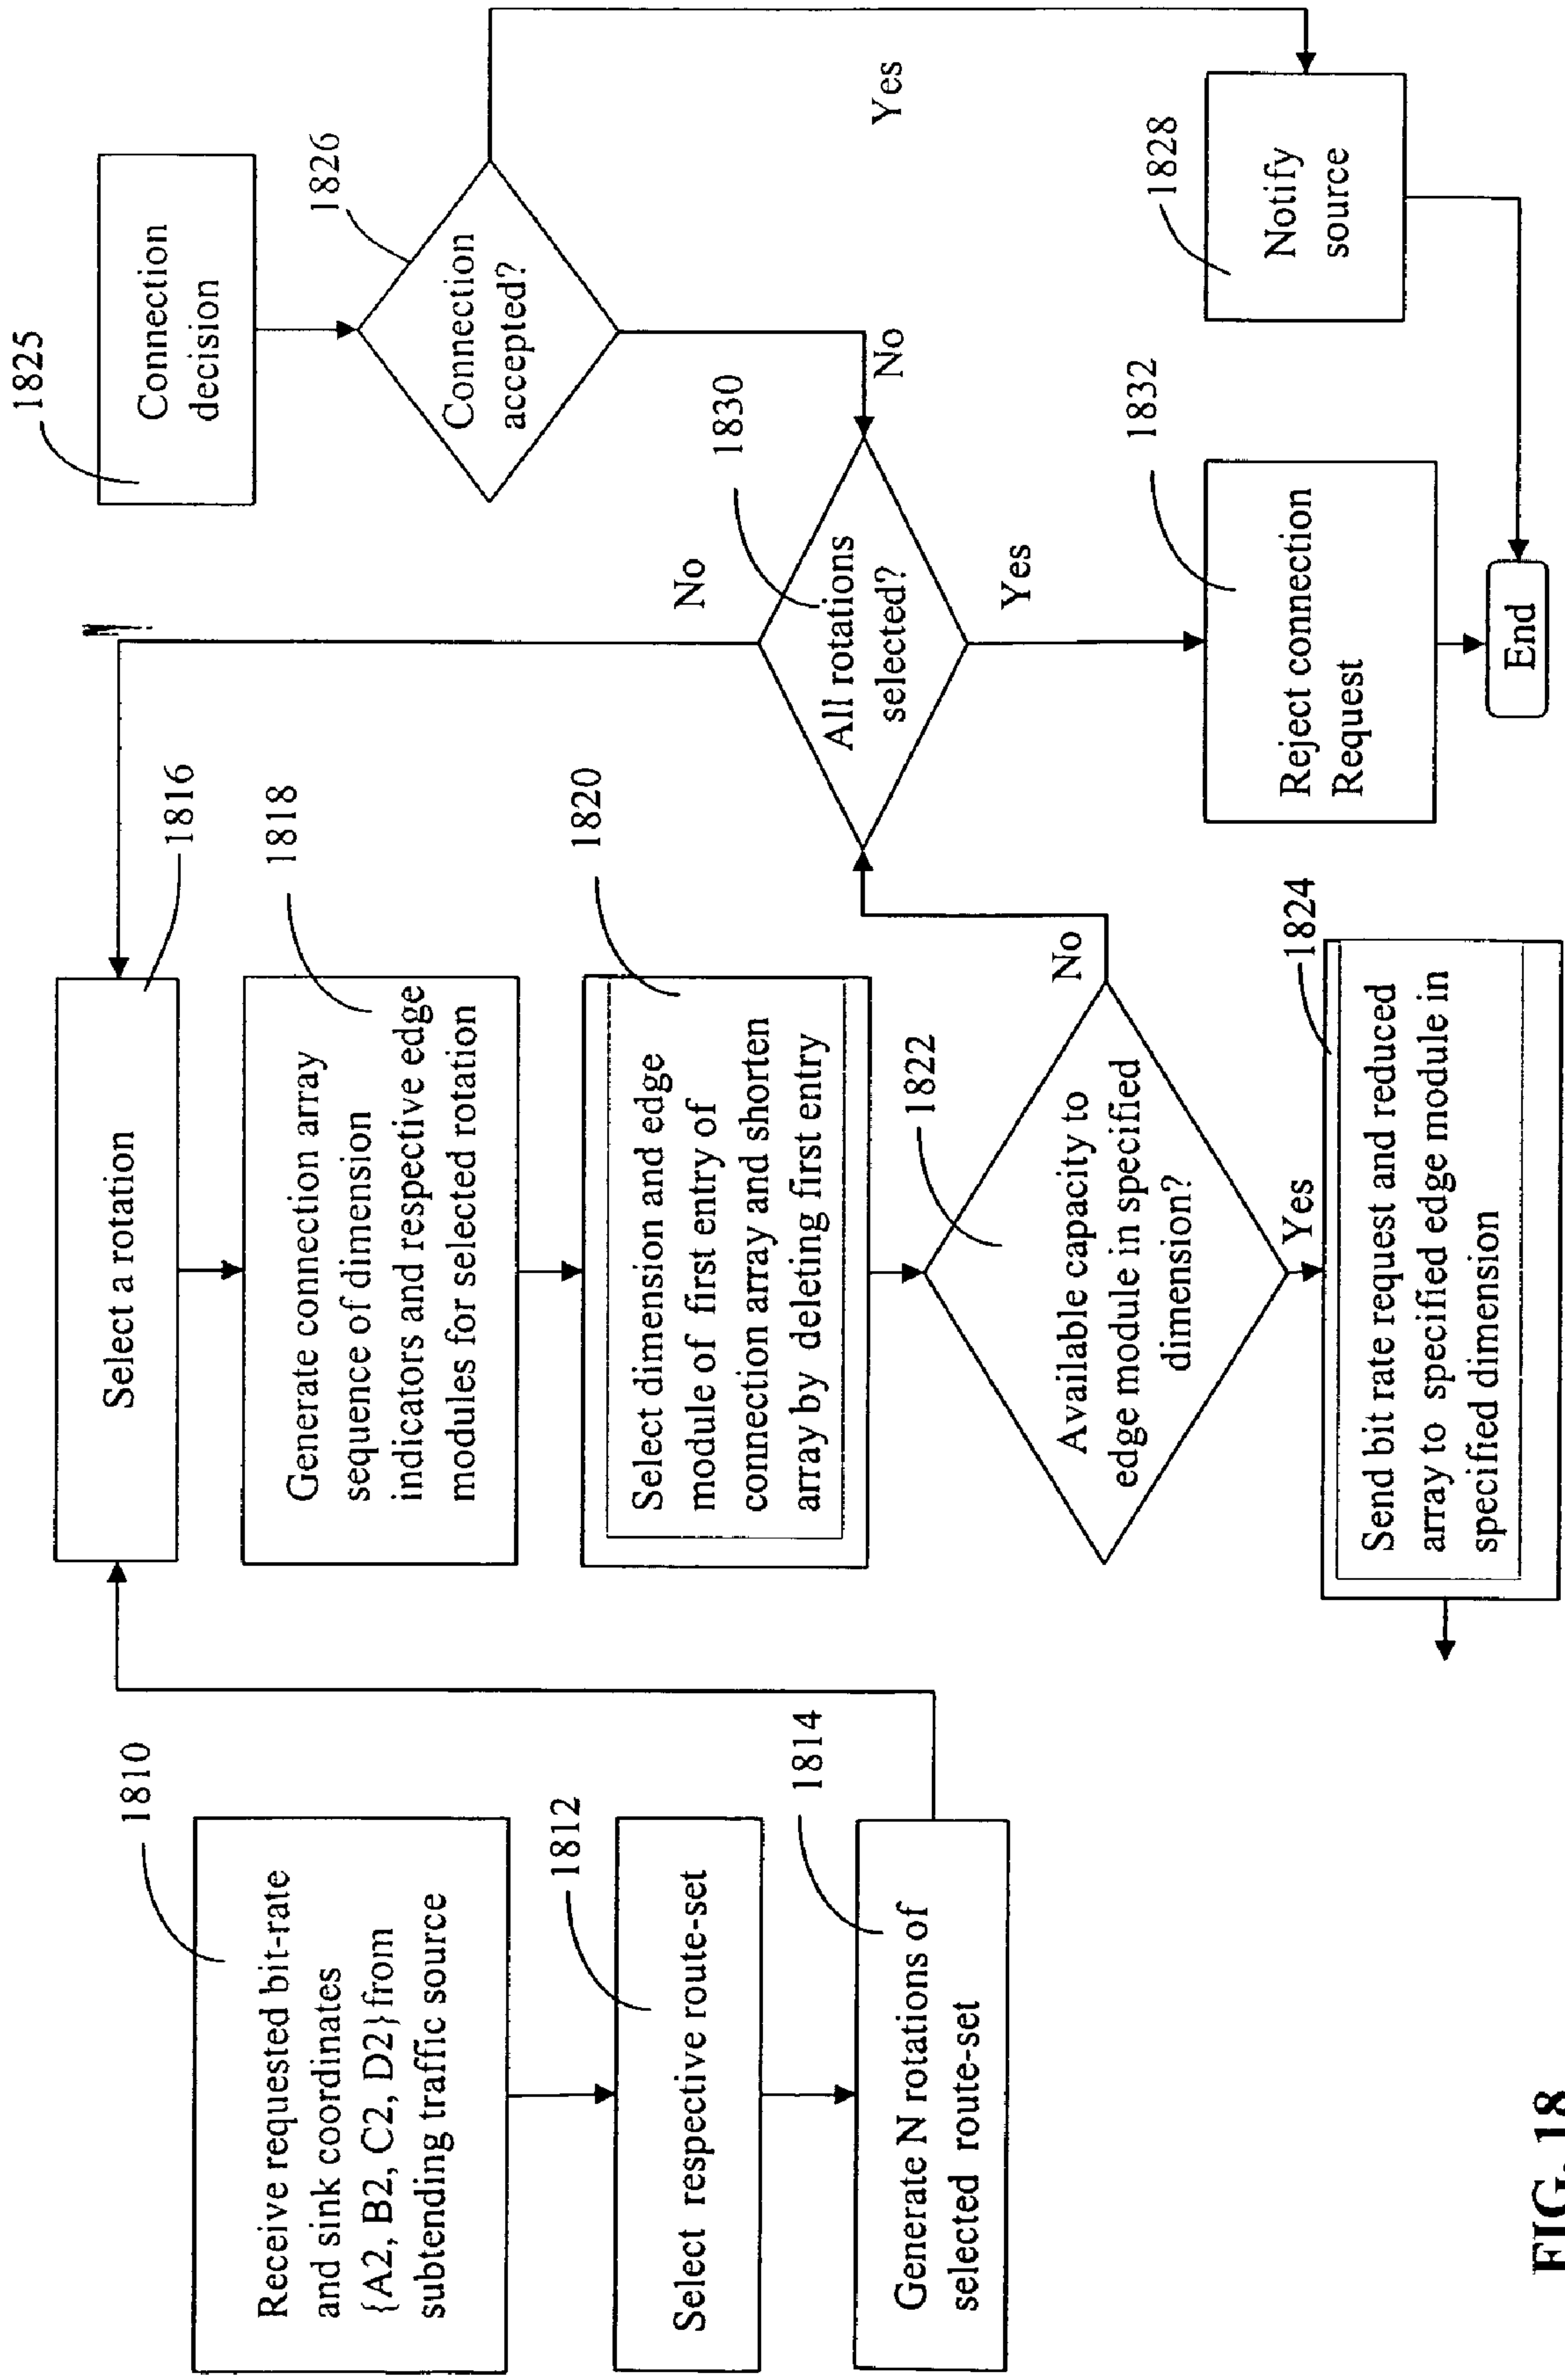 1810
Receive requested bit-rate
and sink coordinates
{A2, B2, C2, D2} from
subtending traffic source
1812
Select respective route-set
1814
Generate N rotations of
selected route-set
1816
Select a rotation
1818
Generate connection array
sequence of dimension
indicators and respective edge
modules for selected rotation
1820
Select dimension and edge
module of first entry of
connection array and shorten
array by deleting first entry
1822
Available capacity to
edge module in specified
dimension?
No
Yes
1824
Send bit rate request and reduced
array to specified edge module in
specified dimension
1825
Connection
decision
1826
Connection
accepted?
Yes
No
1828
Notify
source
1830
All rotations
selected?
No
Yes
1832
Reject connection
Request
End
FIG. 18